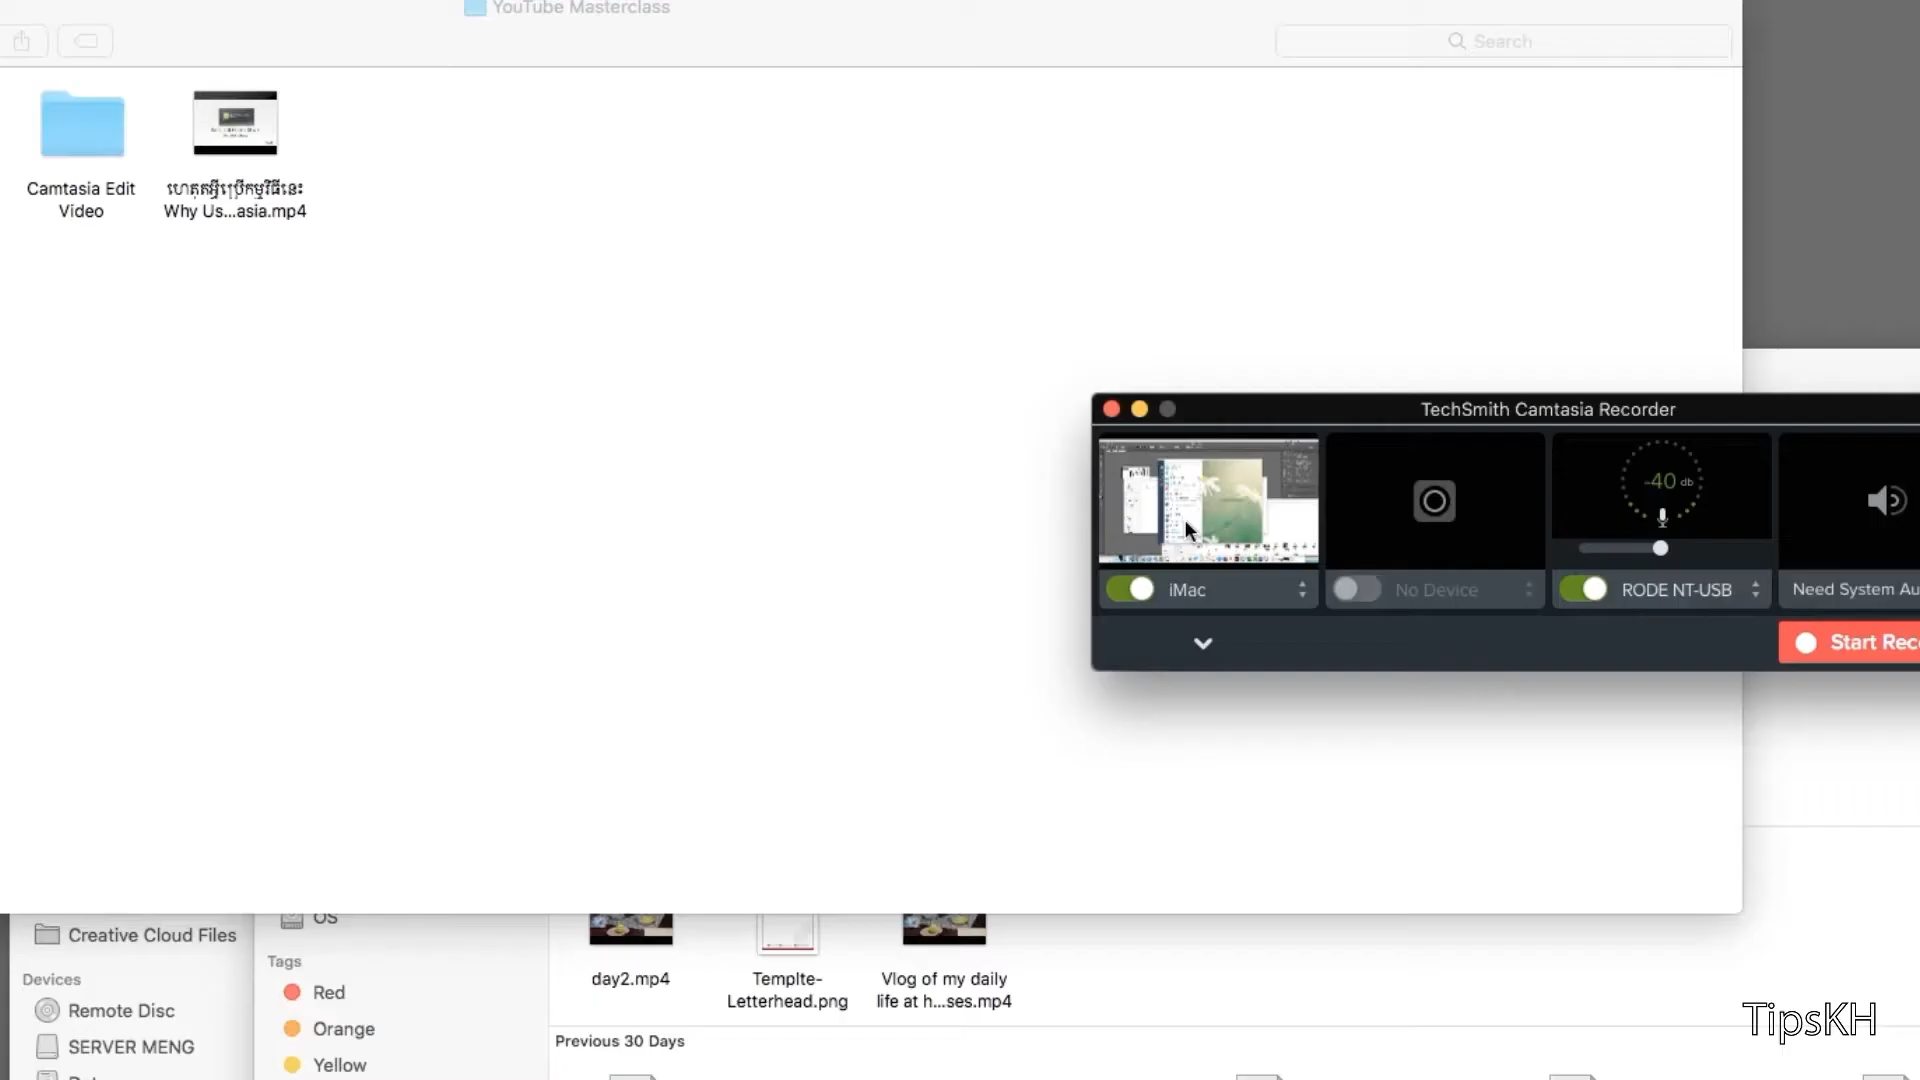 YouTube Masterclass
Search
Camtasia Edit
Video
ហេតុអ្វីប្រើកម្មវិធីនេះ
Why Us...asia.mp4
TechSmith Camtasia Recorder
-40 db
iMac
No Device
RODE NT-USB
Need System Au
Start Rec
OS
Creative Cloud Files
Tags
Devices
Red
Remote Disc
Orange
SERVER MENG
Yellow
day2.mp4
Templte-
Letterhead.png
Vlog of my daily
life at h...ses.mp4
Previous 30 Days
TipsKH